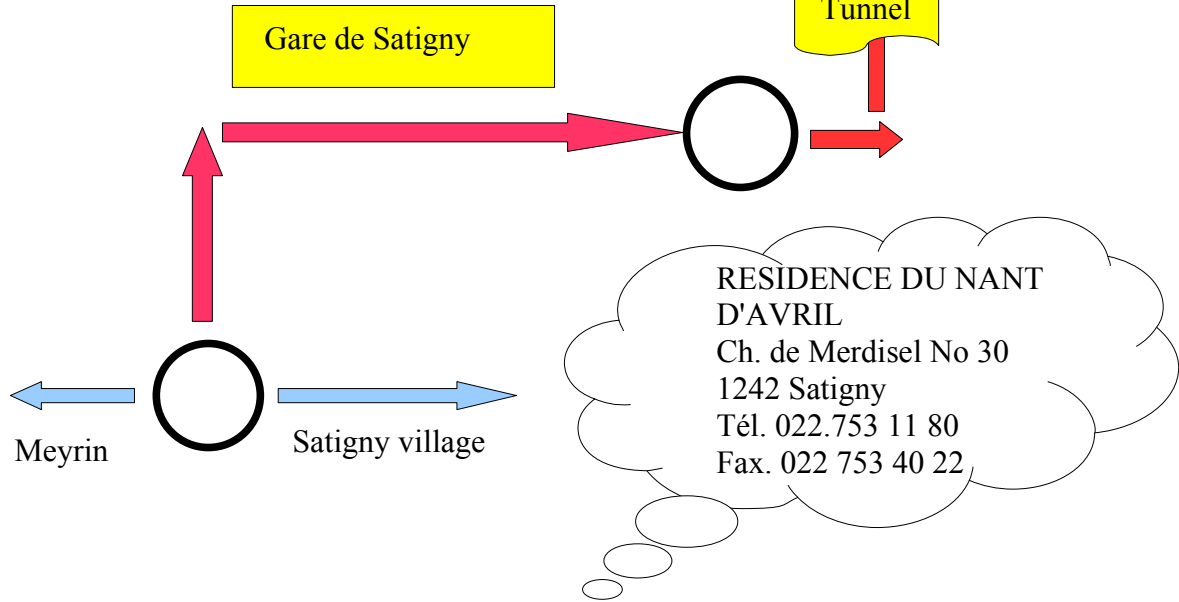 Tunnel
Gare de Satigny
RESIDENCE DU NANT
D'AVRIL
Ch. de Merdisel No 30
1242 Satigny
Tél. 022.753 11 80
Fax. 022 753 40 22
Meyrin
Satigny village